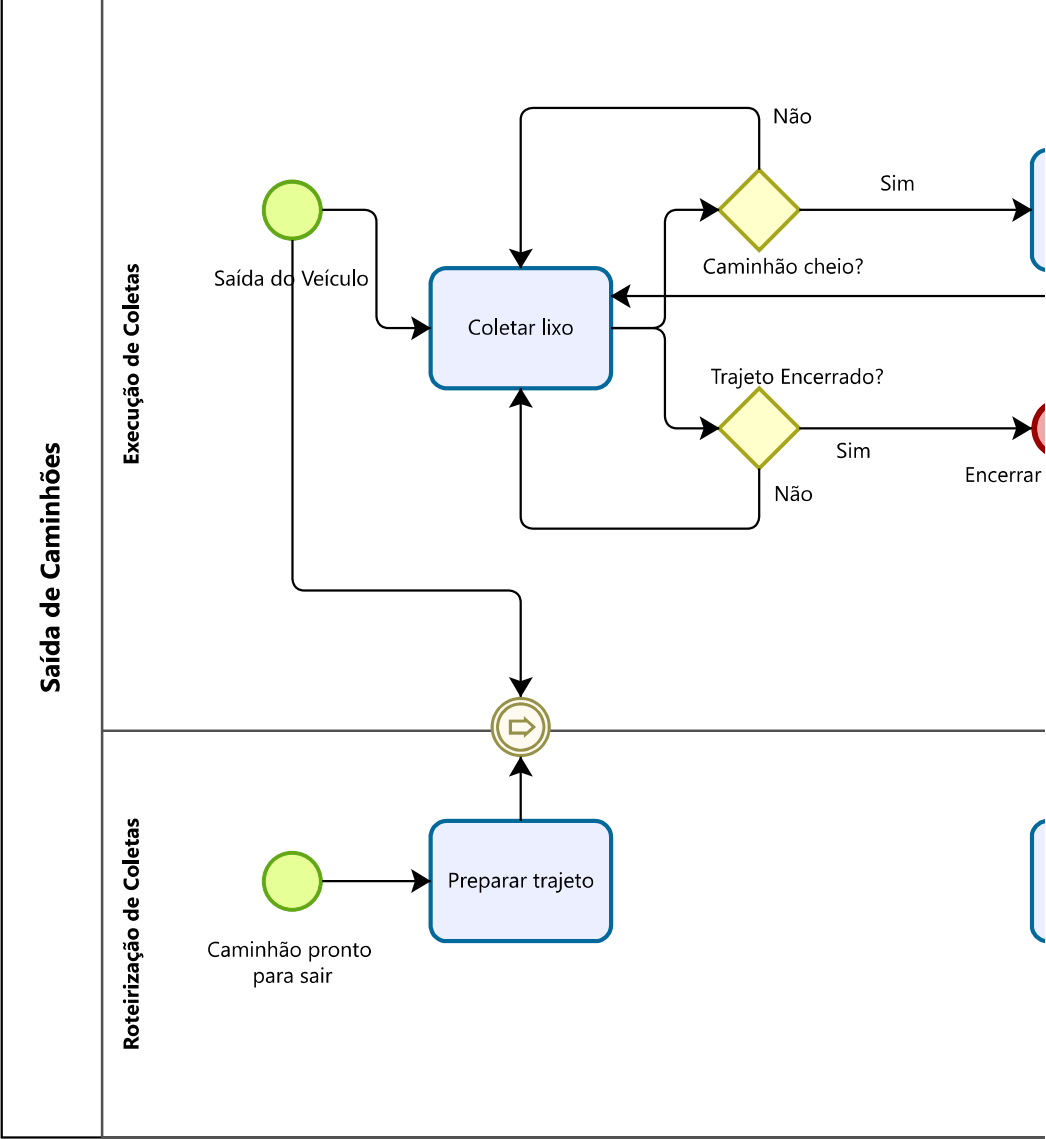 Saída de Caminhões
Execução de Coletas
Não
Sim
Caminhão cheio?
Saída do Veículo
Coletar lixo
Trajeto Encerrado?
Sim
Encerrar
Não
Roteirização de Coletas
Preparar trajeto
Caminhão pronto
para sair